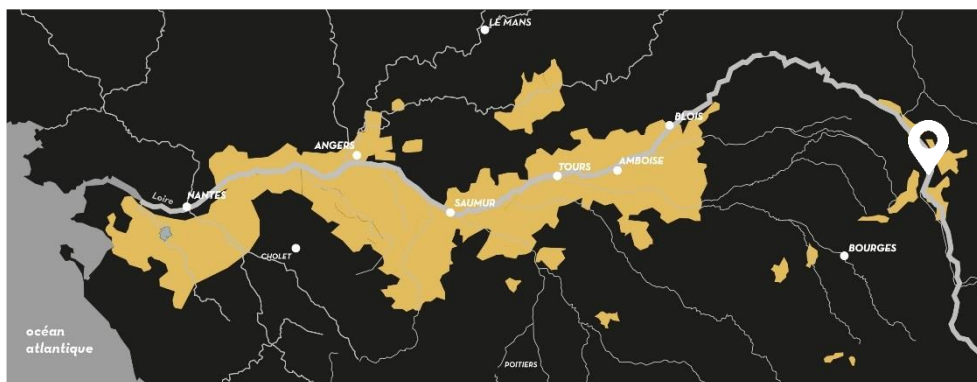 LE MANS
BLOIS
ANGERS
TOURS
AMBOISE
Loire
NANTES
SAUMUR
CHOLET
BOURGES
océan
atlantique
POITIERS